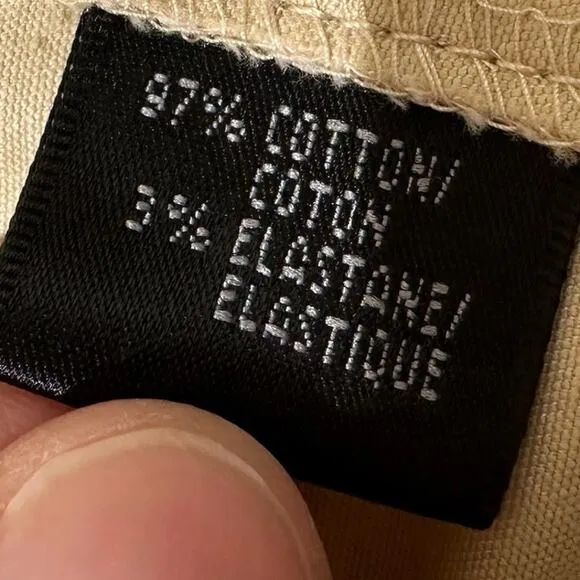 97% COTTON/
COTON
3% ELASTANE/
ELASTIQUE